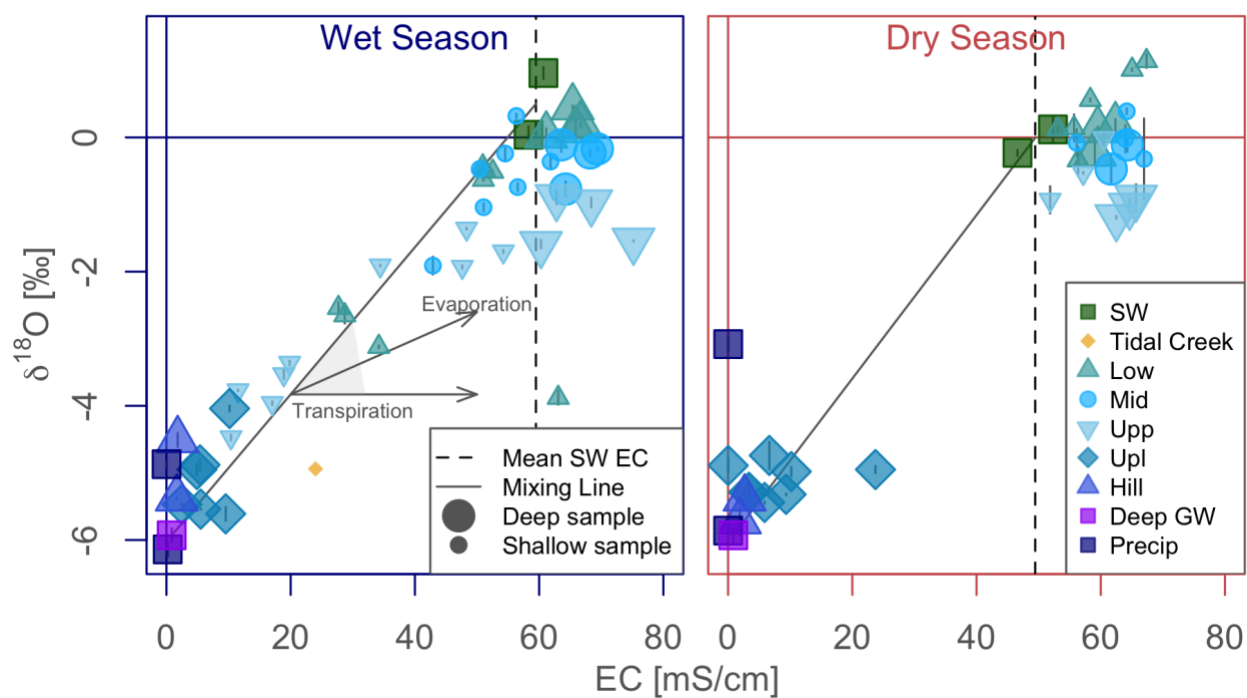 Wet Season
Dry Season
0
-2
-4
-6
δ¹⁸O [‰]
Evaporation
Transpiration
Mean SW EC
Mixing Line
Deep sample
Shallow sample
SW
Tidal Creek
Low
Mid
Upp
Upl
Hill
Deep GW
Precip
0 20 40 60 80
0 20 40 60 80
EC [mS/cm]